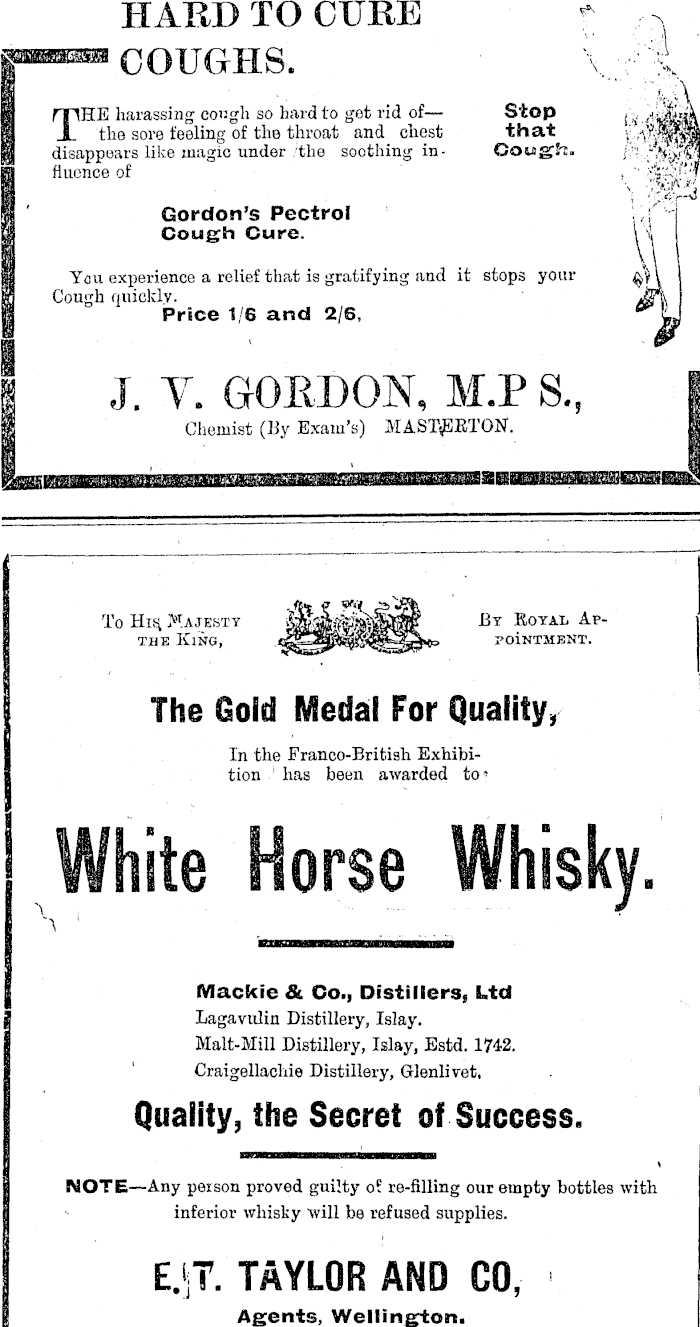 HARD TO CURE
COUGHS.
THE harassing cough so hard to get rid of—
the sore feeling of the throat and chest
disappears like magic under the soothing in-
fluence of
Stop
that
Cough.
Gordon's Pectrol
Cough Cure.
You experience a relief that is gratifying and it stops your
Cough quickly.
Price 1/6 and 2/6,
J. V. GORDON, M.P S.,
Chemist (By Exam's) MASTERTON.
To His Majesty
the King,
By Royal Ap-
pointment.
The Gold Medal For Quality,
In the Franco-British Exhibi-
tion has been awarded to
White Horse Whisky.
Mackie & Co., Distillers, Ltd
Lagavulin Distillery, Islay.
Malt-Mill Distillery, Islay, Estd. 1742.
Craigellachie Distillery, Glenlivet,
Quality, the Secret of Success.
NOTE—Any person proved guilty of re-filling our empty bottles with
inferior whisky will be refused supplies.
E. T. TAYLOR AND CO,
Agents, Wellington.